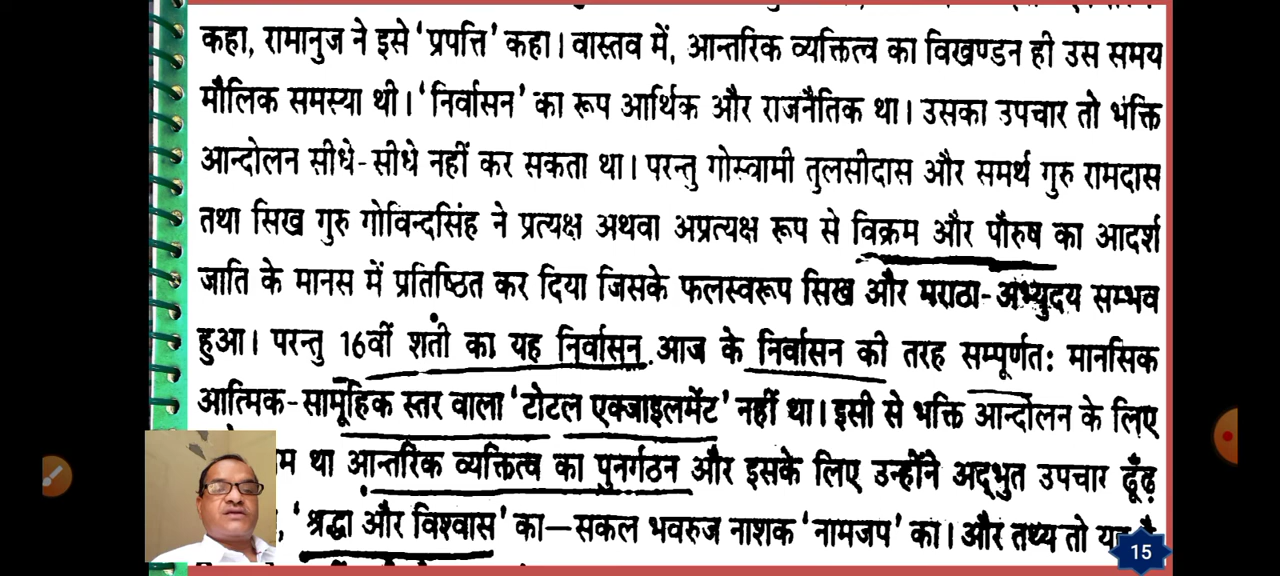 कहा, रामानुज ने इसे 'प्रपत्ति' कहा। वास्तव में, आन्तरिक व्यक्तित्व का विखण्डन ही उस समय
मौलिक समस्या थी। 'निर्वासन' का रूप आर्थिक और राजनैतिक था। उसका उपचार तो भक्ति
आन्दोलन सीधे-सीधे नहीं कर सकता था। परन्तु गोस्वामी तुलसीदास और समर्थ गुरु रामदास
तथा सिख गुरु गोविन्दसिंह ने प्रत्यक्ष अथवा अप्रत्यक्ष रूप से विक्रम और पौरुष का आदर्श
जाति के मानस में प्रतिष्ठित कर दिया जिसके फलस्वरूप सिख और मराठा-अभ्युदय सम्भव
हुआ। परन्तु 16वीं शती का यह निर्वासन आज के निर्वासन की तरह सम्पूर्णत: मानसिक
आत्मिक-सामूहिक स्तर वाला 'टोटल एक्जाइलमेंट' नहीं था। इसी से भक्ति आन्दोलन के लिए
था आन्तरिक व्यक्तित्व का पुनर्गठन और इसके लिए उन्होंने अद्भुत उपचार ढूँढ़
'श्रद्धा और विश्वास' का—सकल भवरुज नाशक 'नामजप' का। और तथ्य तो
15